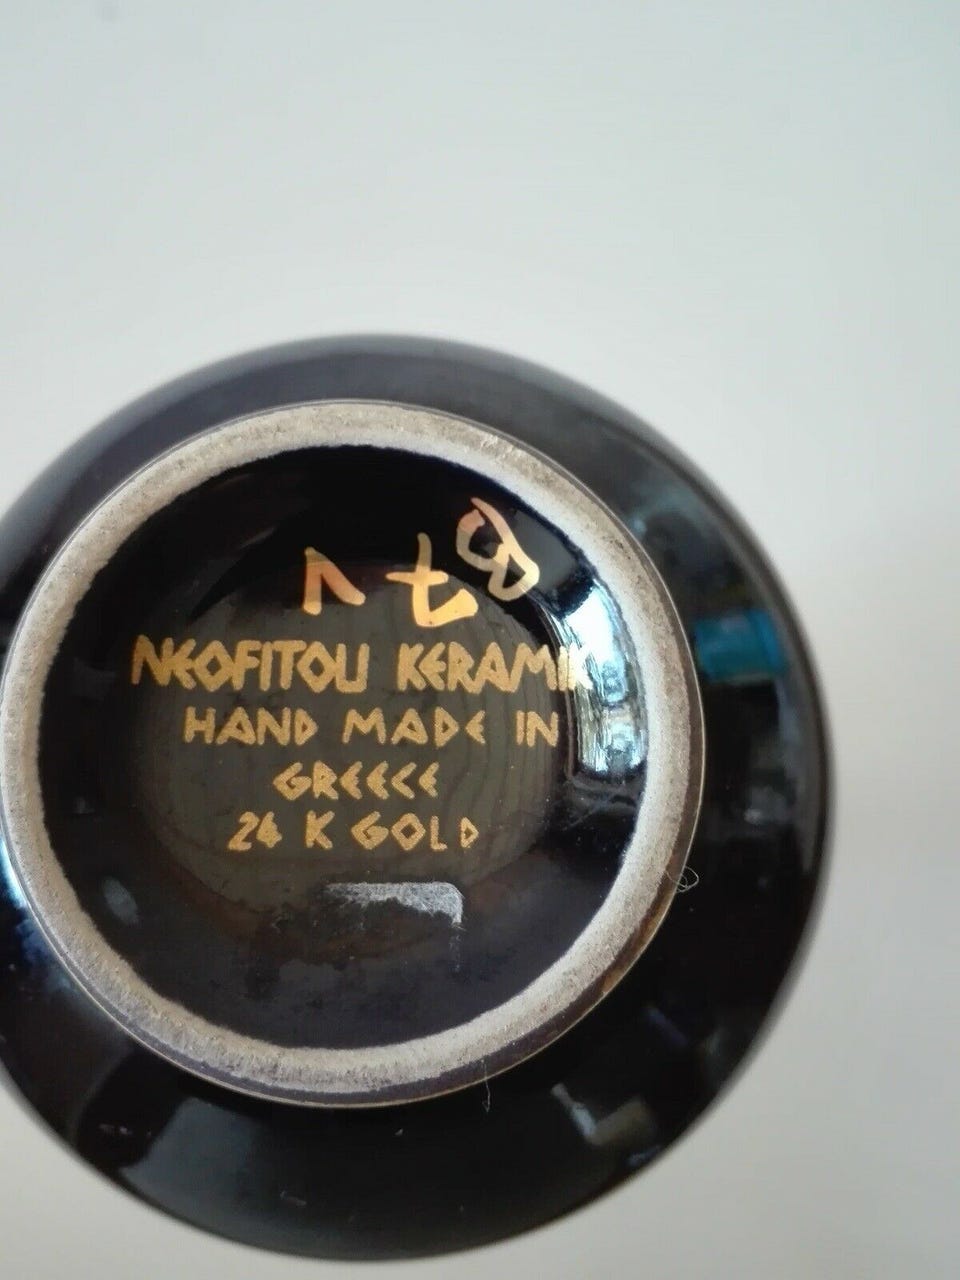 NEOFITOU KERAMIK
HAND MADE IN
GREECE
24 K GOLD